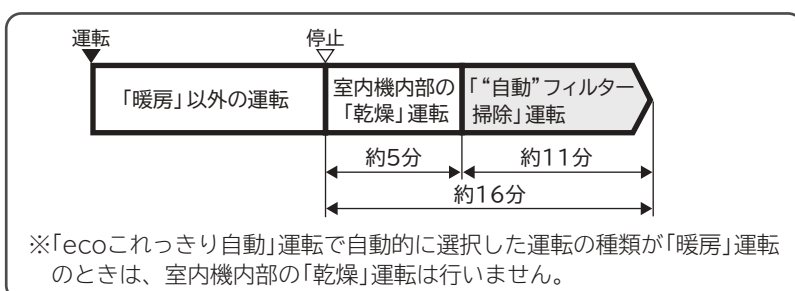 運転
停止
「暖房」以外の運転
室内機内部の
「乾燥」運転
「“自動”フィルター
掃除」運転
約5分
約11分
約16分
※「ecoこれっきり自動」運転で自動的に選択した運転の種類が「暖房」運転
のときは、室内機内部の「乾燥」運転は行いません。